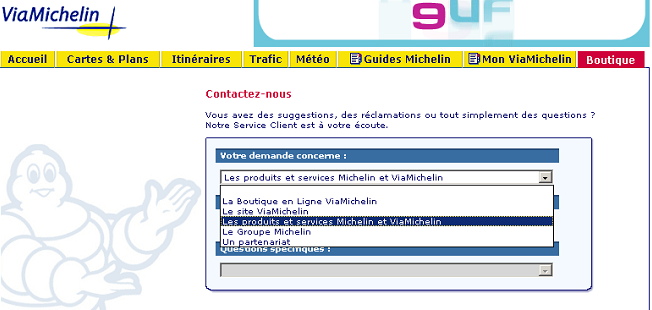 ViaMichelin
guf
Accueil Cartes & Plans Itinéraires Trafic Météo Guides Michelin Mon ViaMichelin Boutique
Contactez-nous
Vous avez des suggestions, des réclamations ou tout simplement des questions ?
Notre Service Client est à votre écoute.
Votre demande concerne :
Les produits et services Michelin et ViaMichelin
La Boutique en Ligne ViaMichelin
Le site ViaMichelin
Les produits et services Michelin et ViaMichelin
Le Groupe Michelin
Un partenariat
Questions spécifiques :